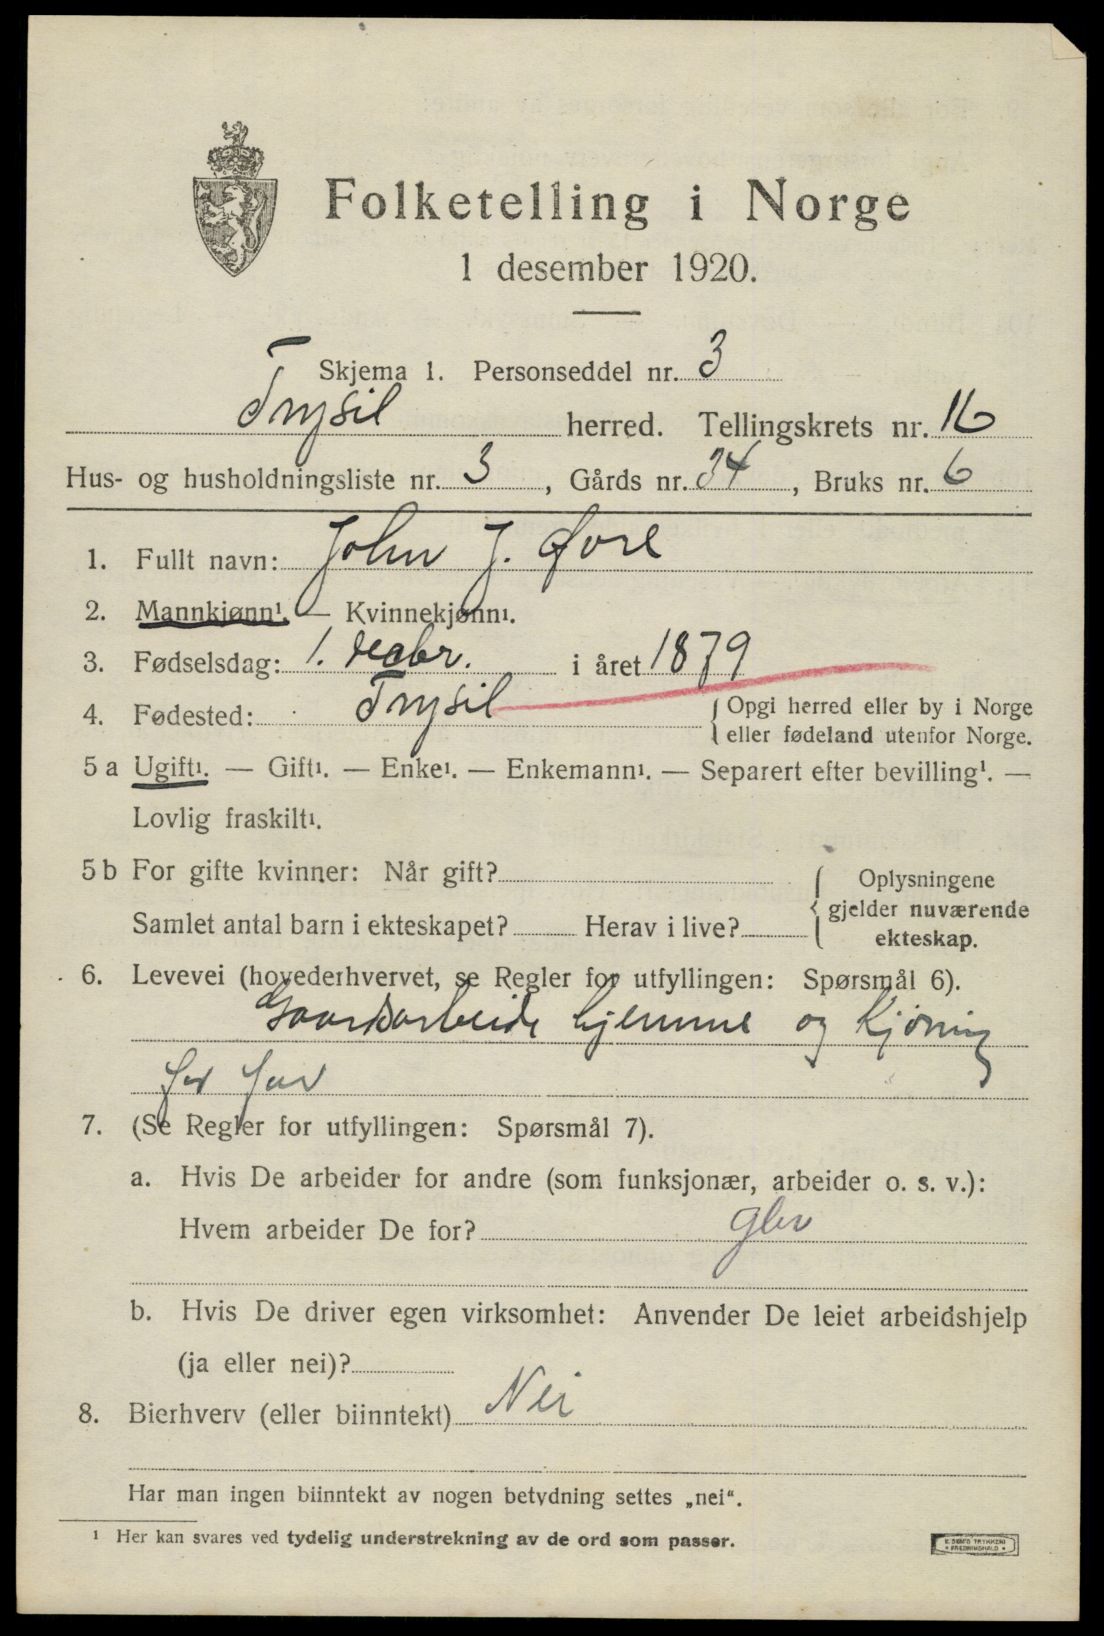 Folketelling i Norge
1 desember 1920.
Skjema 1. Personseddel nr. 3
Trysil herred. Tellingskrets nr. 16
Hus- og husholdningsliste nr. 3, Gårds nr. 34, Bruks nr. 6
1. Fullt navn: John J. Øvre
2. Mannkjønn¹. — Kvinnekjønn¹.
3. Fødselsdag: 1. decbr. i året 1879
4. Fødested: Trysil {Opgi herred eller by i Norge
eller fødeland utenfor Norge.
5 a Ugift¹. — Gift¹. — Enke¹. — Enkemann¹. — Separert efter bevilling¹. —
Lovlig fraskilt¹.
5 b For gifte kvinner: Når gift?
Oplysningene
gjelder nuværende
ekteskap.
Samlet antal barn i ekteskapet? Herav i live?
6. Levevei (hovederhvervet, se Regler for utfyllingen: Spørsmål 6).
Gaardsarbeide hjemme og Kjøring
for far
7. (Se Regler for utfyllingen: Spørsmål 7).
a. Hvis De arbeider for andre (som funksjonær, arbeider o. s. v.):
Hvem arbeider De for?
b. Hvis De driver egen virksomhet: Anvender De leiet arbeidshjelp
(ja eller nei)?
8. Bierhverv (eller biinntekt) Nei
Har man ingen biinntekt av nogen betydning settes „nei“.
¹ Her kan svares ved tydelig understrekning av de ord som passer.
E. SEM'S TRYKKERI
FREDRIKSHALD